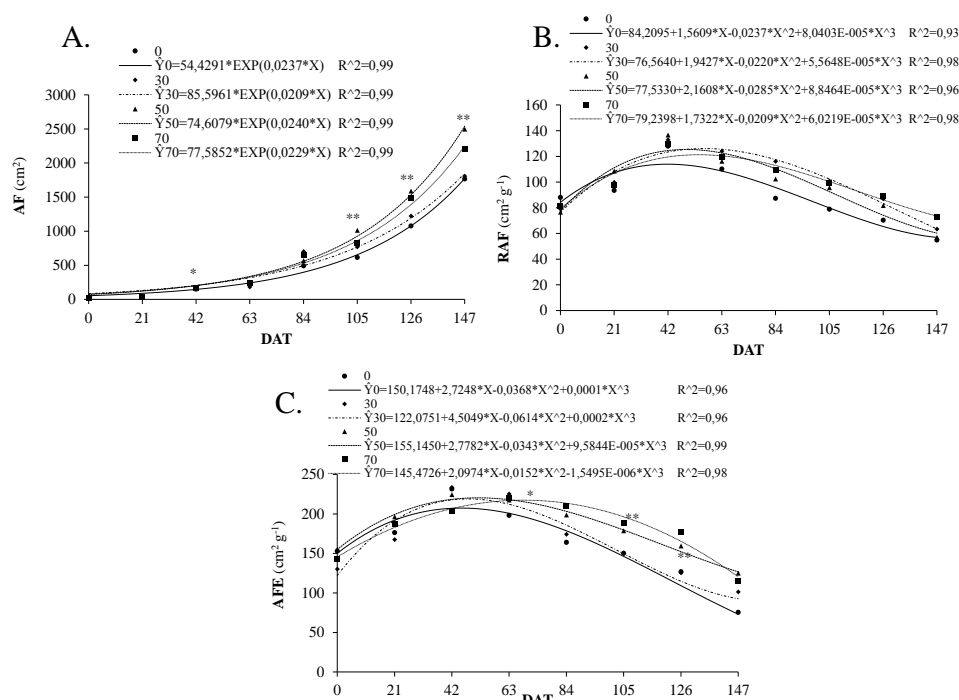 A.
0
Ŷ0=54,4291*EXP(0,0237*X) R^2=0,99
30
Ŷ30=85,5961*EXP(0,0209*X) R^2=0,99
50
Ŷ50=74,6079*EXP(0,0240*X) R^2=0,99
70
Ŷ70=77,5852*EXP(0,0229*X) R^2=0,99
3000
2500
2000
1500
1000
500
0
AF (cm²)
*
**
**
**
0 21 42 63 84 105 126 147
DAT
B.
0
Ŷ0=84,2095+1,5609*X-0,0237*X^2+8,0403E-005*X^3 R^2=0,93
30
Ŷ30=76,5640+1,9427*X-0,0220*X^2+5,5648E-005*X^3 R^2=0,98
50
Ŷ50=77,5330+2,1608*X-0,0285*X^2+8,8464E-005*X^3 R^2=0,96
70
Ŷ70=79,2398+1,7322*X-0,0209*X^2+6,0219E-005*X^3 R^2=0,98
160
140
120
100
80
60
40
20
0
RAF (cm² g⁻¹)
0 21 42 63 84 105 126 147
DAT
C.
0
Ŷ0=150,1748+2,7248*X-0,0368*X^2+0,0001*X^3 R^2=0,96
30
Ŷ30=122,0751+4,5049*X-0,0614*X^2+0,0002*X^3 R^2=0,96
50
Ŷ50=155,1450+2,7782*X-0,0343*X^2+9,5844E-005*X^3 R^2=0,99
70
Ŷ70=145,4726+2,0974*X-0,0152*X^2-1,5495E-006*X^3 R^2=0,98
250
200
150
100
50
0
AFE (cm² g⁻¹)
*
**
**
0 21 42 63 84 105 126 147
DAT